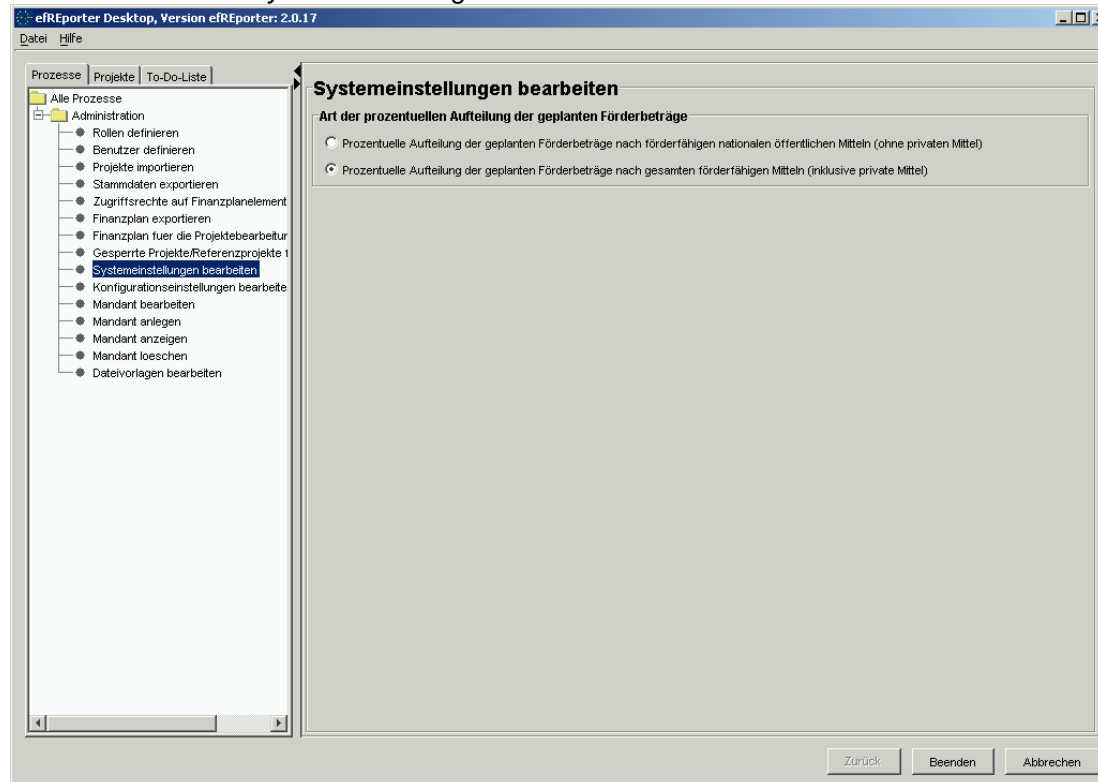 efREporter Desktop, Version efREporter: 2.0.17
Datei Hilfe
Prozesse Projekte To-Do-Liste
Alle Prozesse
Administration
Rollen definieren
Benutzer definieren
Projekte importieren
Stammdaten exportieren
Zugriffsrechte auf Finanzplanelement
Finanzplan exportieren
Finanzplan fuer die Projektebearbeitur
Gesperrte Projekte/Referenzprojekte f
Systemeinstellungen bearbeiten
Konfigurationseinstellungen bearbeite
Mandant bearbeiten
Mandant anlegen
Mandant anzeigen
Mandant loeschen
Dateivorlagen bearbeiten
Systemeinstellungen bearbeiten
Art der prozentuellen Aufteilung der geplanten Förderbeträge
Prozentuelle Aufteilung der geplanten Förderbeträge nach förderfähigen nationalen öffentlichen Mitteln (ohne privaten Mittel)
Prozentuelle Aufteilung der geplanten Förderbeträge nach gesamten förderfähigen Mitteln (inklusive private Mittel)
Zurück Beenden Abbrechen